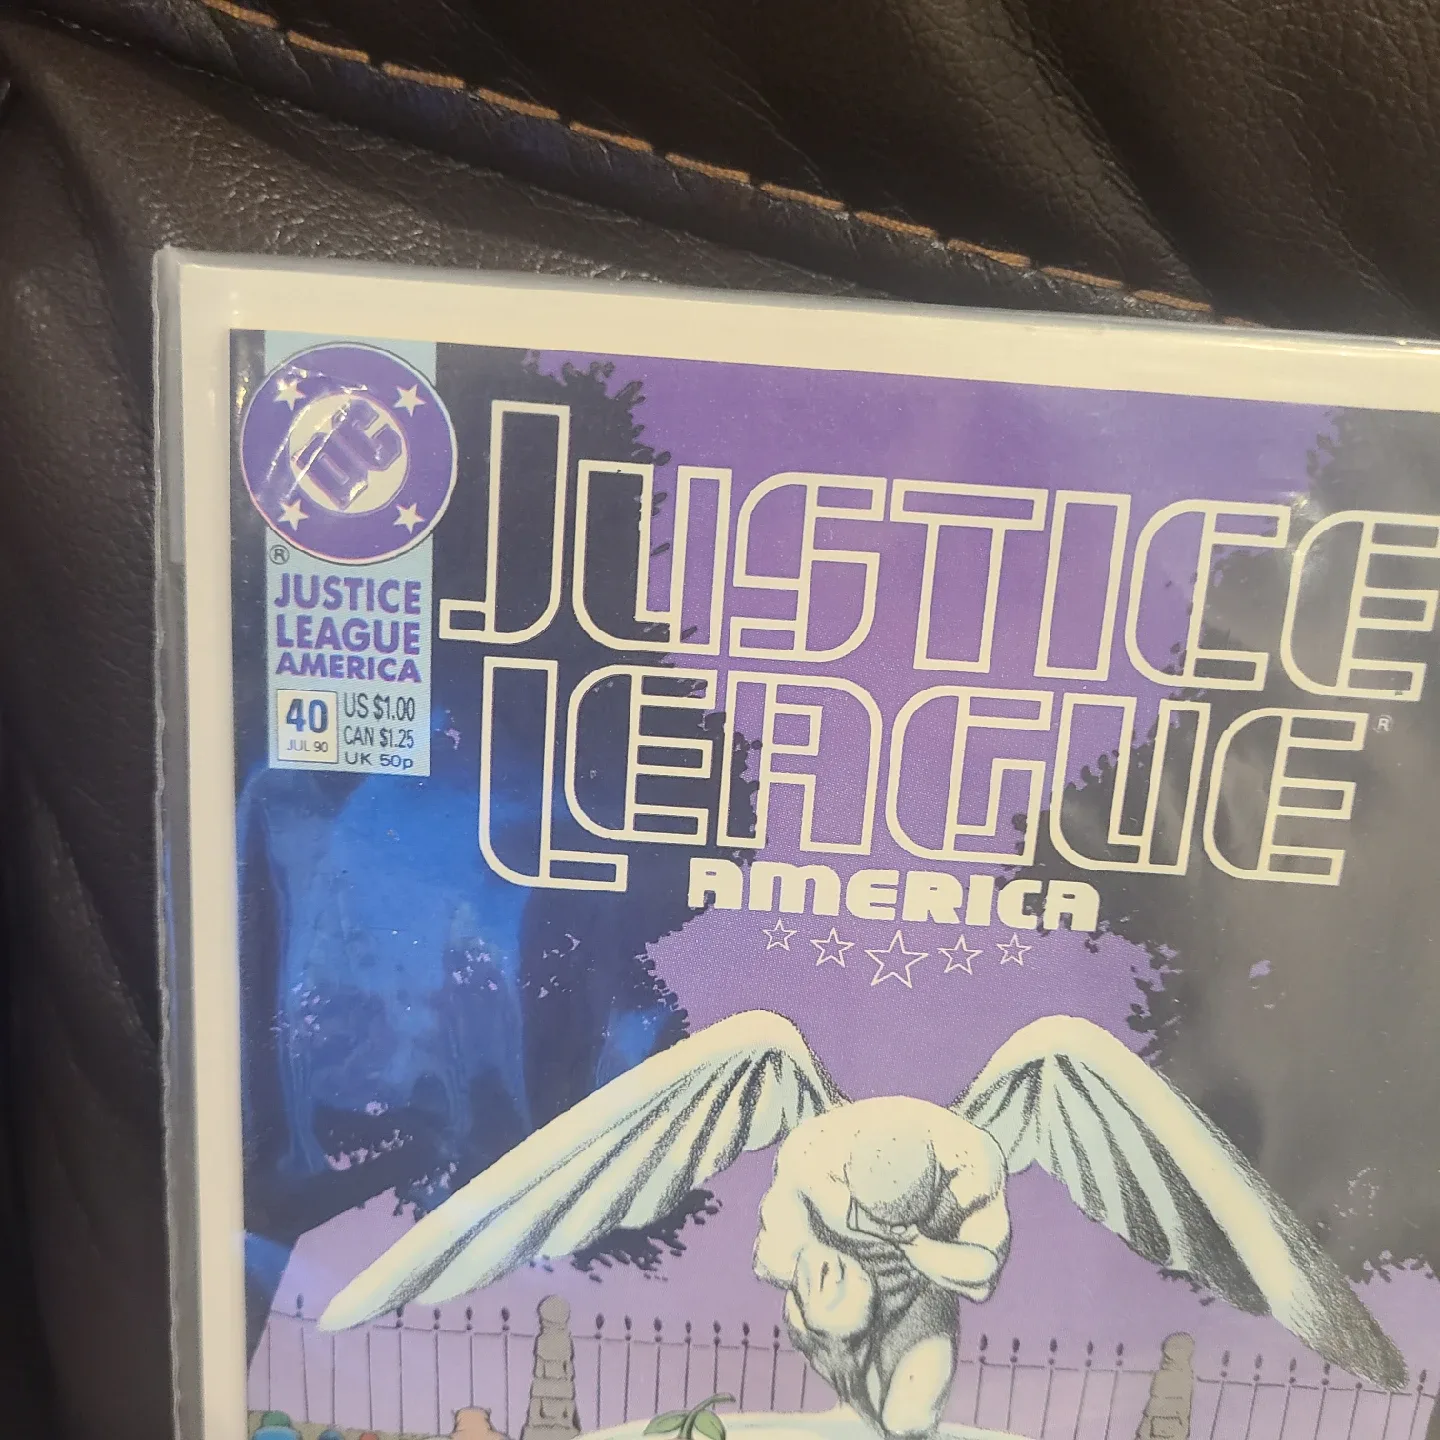 DC
®
JUSTICE
LEAGUE
AMERICA
40
JUL 90
US $1.00
CAN $1.25
UK 50p
JUSTICE
LEAGUE ®
AMERICA